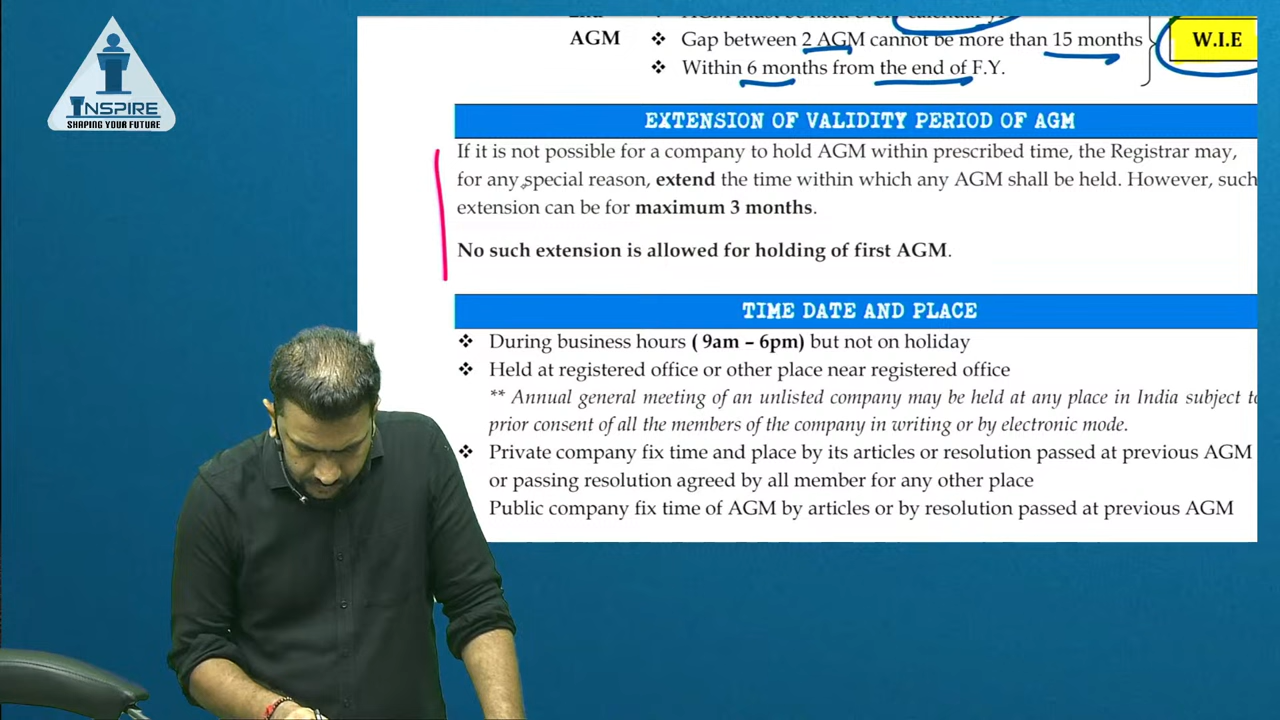 INSPIRE
SHAPING YOUR FUTURE
AGM
❖ Gap between 2 AGM cannot be more than 15 months
W.I.E
❖ Within 6 months from the end of F.Y.
EXTENSION OF VALIDITY PERIOD OF AGM
If it is not possible for a company to hold AGM within prescribed time, the Registrar may,
for any special reason, extend the time within which any AGM shall be held. However, such
extension can be for maximum 3 months.
No such extension is allowed for holding of first AGM.
TIME DATE AND PLACE
❖ During business hours ( 9am – 6pm) but not on holiday
❖ Held at registered office or other place near registered office
** Annual general meeting of an unlisted company may be held at any place in India subject to
prior consent of all the members of the company in writing or by electronic mode.
❖ Private company fix time and place by its articles or resolution passed at previous AGM
or passing resolution agreed by all member for any other place
Public company fix time of AGM by articles or by resolution passed at previous AGM